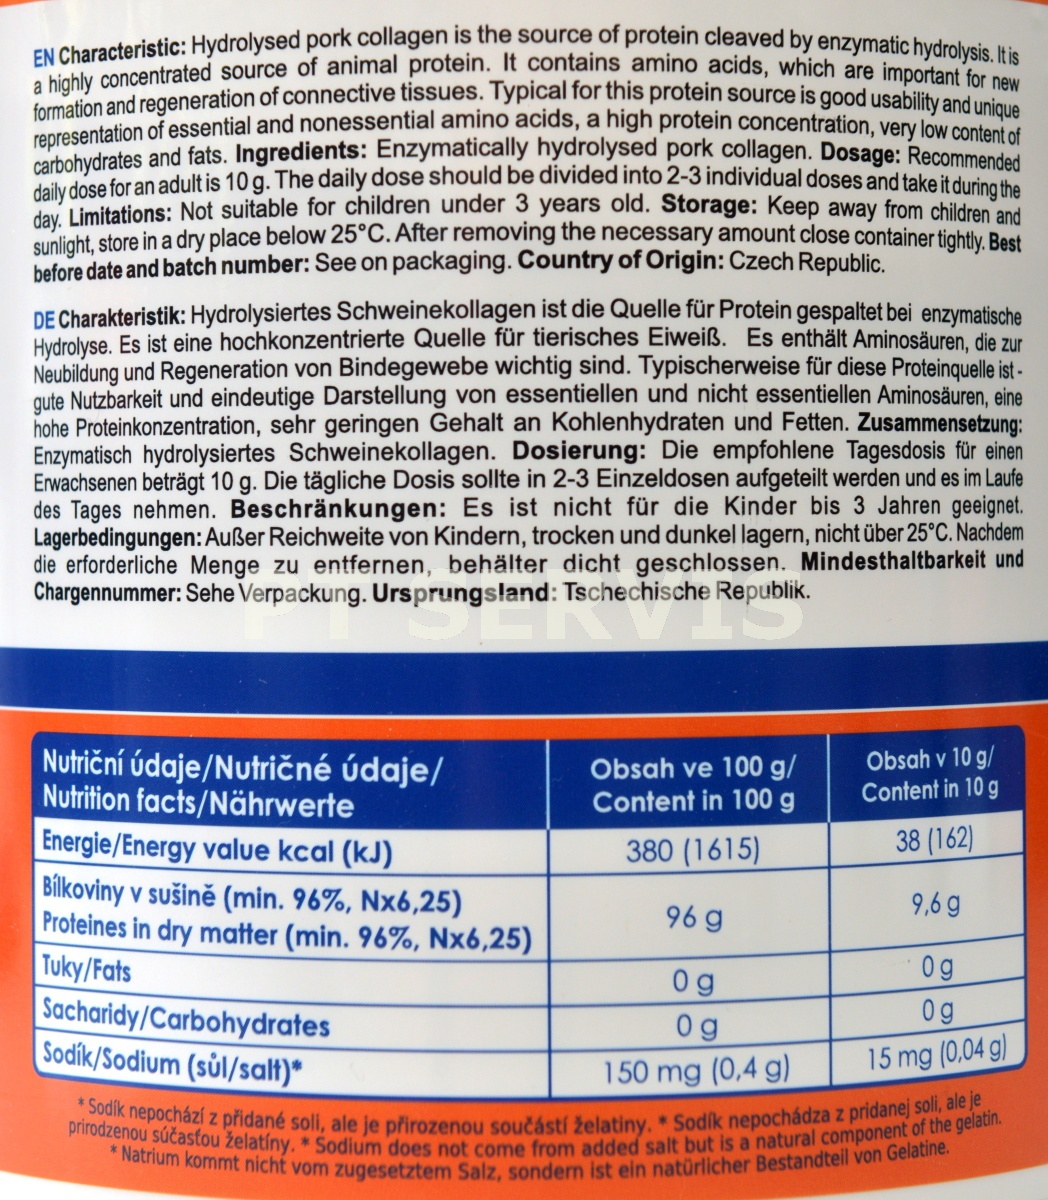 EN Characteristic: Hydrolysed pork collagen is the source of protein cleaved by enzymatic hydrolysis. It is
a highly concentrated source of animal protein. It contains amino acids, which are important for new
formation and regeneration of connective tissues. Typical for this protein source is good usability and unique
representation of essential and nonessential amino acids, a high protein concentration, very low content of
carbohydrates and fats. Ingredients: Enzymatically hydrolysed pork collagen. Dosage: Recommended
daily dose for an adult is 10 g. The daily dose should be divided into 2-3 individual doses and take it during the
day. Limitations: Not suitable for children under 3 years old. Storage: Keep away from children and
sunlight, store in a dry place below 25°C. After removing the necessary amount close container tightly. Best
before date and batch number: See on packaging. Country of Origin: Czech Republic.
DE Charakteristik: Hydrolysiertes Schweinekollagen ist die Quelle für Protein gespaltet bei enzymatische
Hydrolyse. Es ist eine hochkonzentrierte Quelle für tierisches Eiweiß. Es enthält Aminosäuren, die zur
Neubildung und Regeneration von Bindegewebe wichtig sind. Typischerweise für diese Proteinquelle ist -
gute Nutzbarkeit und eindeutige Darstellung von essentiellen und nicht essentiellen Aminosäuren, eine
hohe Proteinkonzentration, sehr geringen Gehalt an Kohlenhydraten und Fetten. Zusammensetzung:
Enzymatisch hydrolysiertes Schweinekollagen. Dosierung: Die empfohlene Tagesdosis für einen
Erwachsenen beträgt 10 g. Die tägliche Dosis sollte in 2-3 Einzeldosen aufgeteilt werden und es im Laufe
des Tages nehmen. Beschränkungen: Es ist nicht für die Kinder bis 3 Jahren geeignet.
Lagerbedingungen: Außer Reichweite von Kindern, trocken und dunkel lagern, nicht über 25°C. Nachdem
die erforderliche Menge zu entfernen, behälter dicht geschlossen. Mindesthaltbarkeit und
Chargennummer: Sehe Verpackung. Ursprungsland: Tschechische Republik.
PT SERVIS
Nutriční údaje/Nutričné údaje/
Nutrition facts/Nährwerte
Obsah ve 100 g/
Content in 100 g
Obsah v 10 g/
Content in 10 g
Energie/Energy value kcal (kJ) 380 (1615) 38 (162)
Bílkoviny v sušině (min. 96%, Nx6,25)
Proteines in dry matter (min. 96%, Nx6,25) 96 g 9,6 g
Tuky/Fats 0 g 0 g
Sacharidy/Carbohydrates 0 g 0 g
Sodík/Sodium (sůl/salt)* 150 mg (0,4 g) 15 mg (0,04 g)
* Sodík nepochází z přidané soli, ale je přirozenou součástí želatiny. * Sodík nepochádza z pridanej soli, ale je
prirodzenou súčasťou želatíny. * Sodium does not come from added salt but is a natural component of the gelatin.
* Natrium kommt nicht vom zugesetztem Salz, sondern ist ein natürlicher Bestandteil von Gelatine.